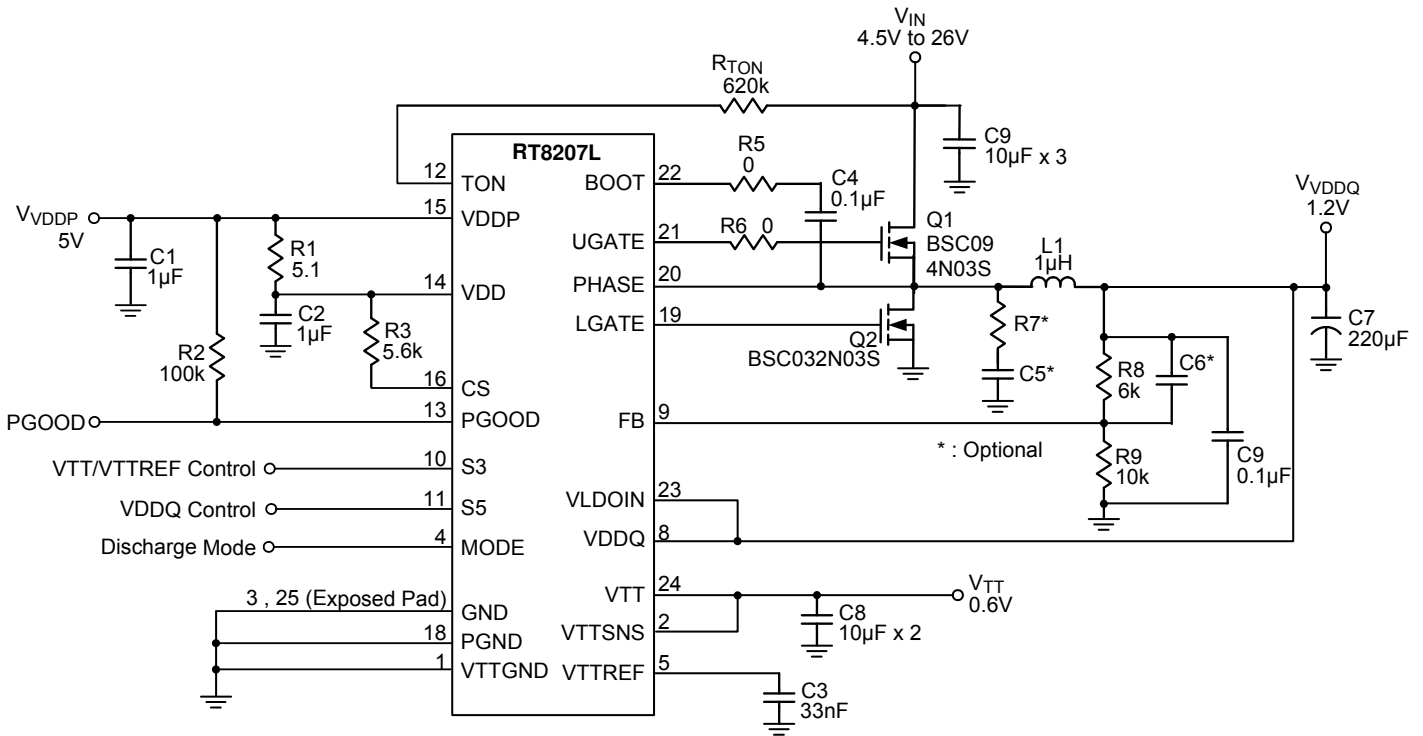 VIN
4.5V to 26V
RTON
620k
C9
10µF x 3
RT8207L
R5
0
C4
0.1µF
12
TON
BOOT
22
VVDDP
5V
15
VDDP
VVDDQ
1.2V
C1
1µF
R1
5.1
UGATE
21
R6 0
Q1
BSC09
4N03S
L1
1µH
14
VDD
PHASE
20
C2
1µF
R3
5.6k
LGATE
19
Q2
BSC032N03S
R7*
C5*
C7
220µF
R2
100k
R8
6k
C6*
16
CS
PGOOD
13
PGOOD
FB
9
* : Optional
R9
10k
C9
0.1µF
VTT/VTTREF Control
10
S3
VLDOIN
23
VDDQ Control
11
S5
VDDQ
8
Discharge Mode
4
MODE
VTT
24
VTT
0.6V
3 , 25 (Exposed Pad)
GND
C8
10µF x 2
18
PGND
VTTSNS
2
1
VTTGND
VTTREF
5
C3
33nF